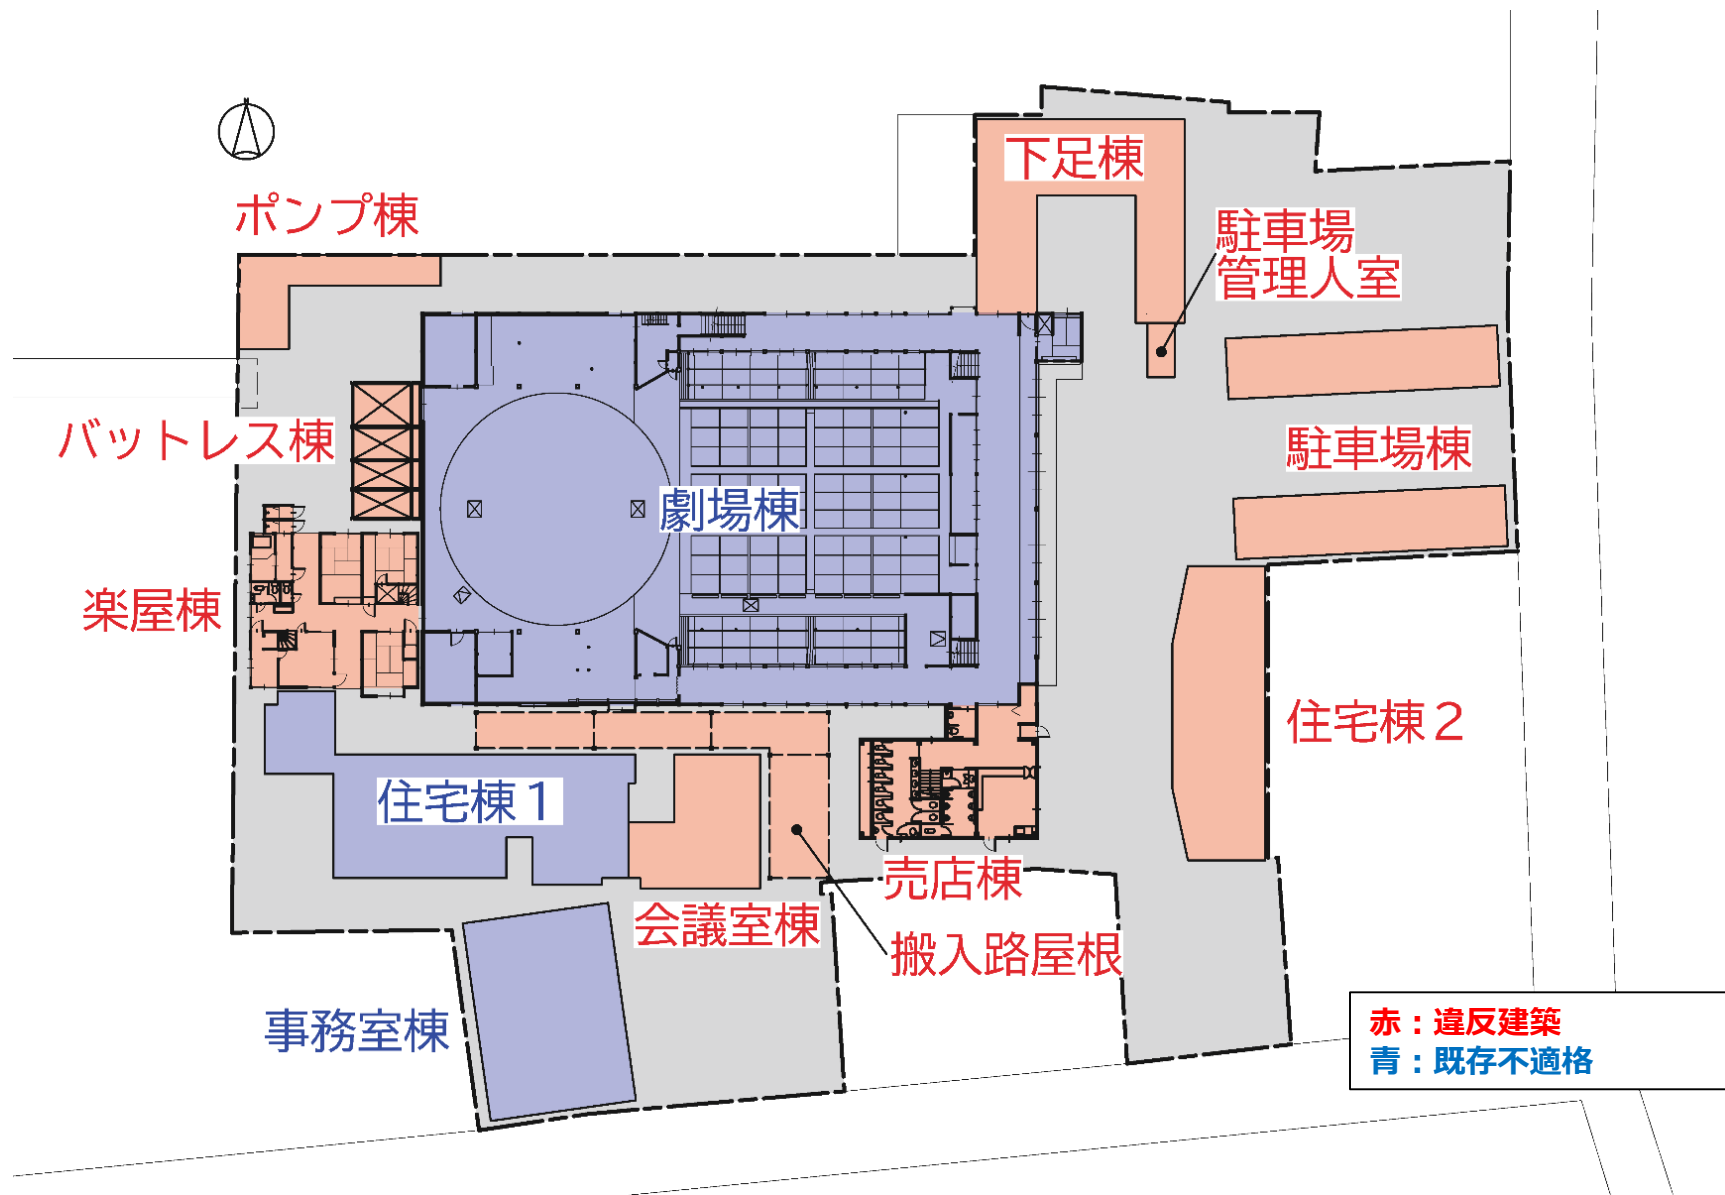 下足棟
ポンプ棟
駐車場
管理人室
バットレス棟
駐車場棟
劇場棟
楽屋棟
住宅棟2
住宅棟1
売店棟
会議室棟
搬入路屋根
事務室棟
赤：違反建築
青：既存不適格